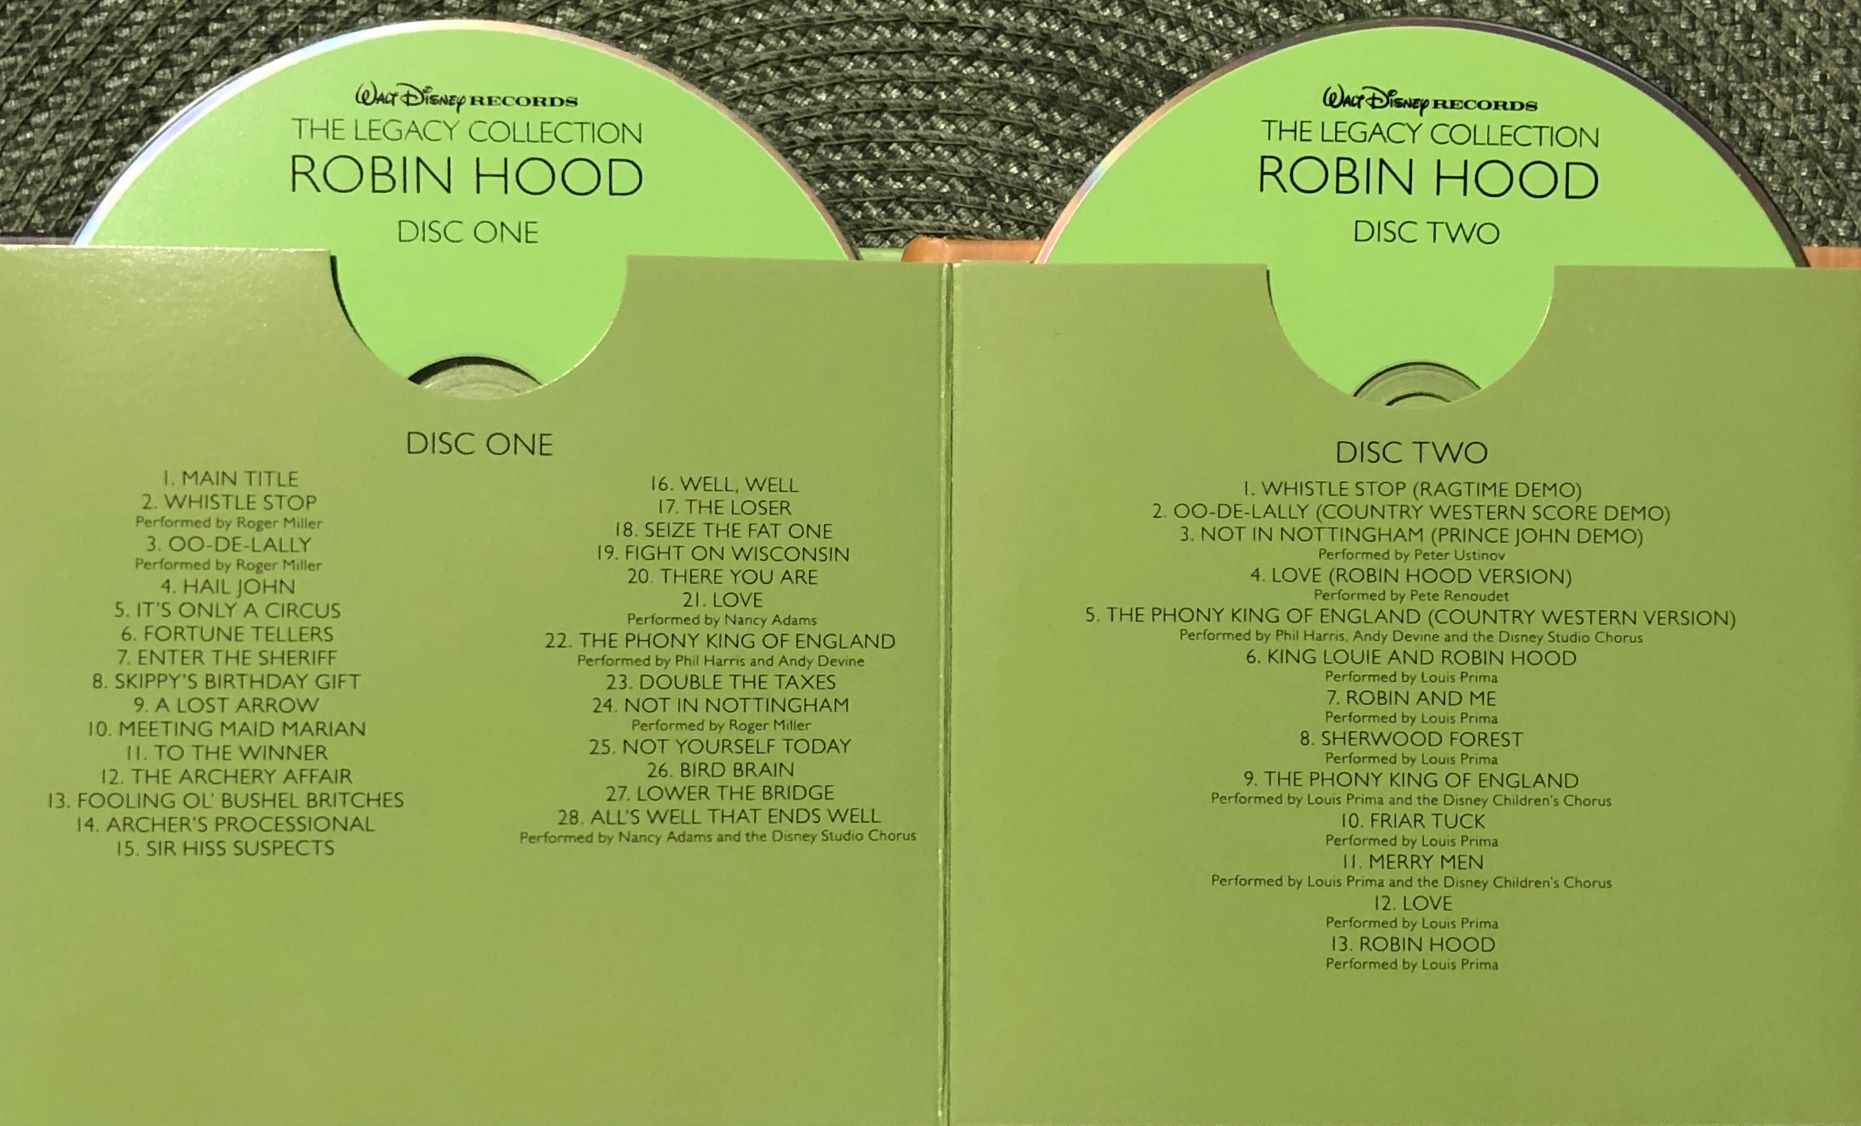 Walt Disney RECORDS
THE LEGACY COLLECTION
ROBIN HOOD
DISC ONE
Walt Disney RECORDS
THE LEGACY COLLECTION
ROBIN HOOD
DISC TWO
DISC ONE
1. MAIN TITLE
2. WHISTLE STOP
Performed by Roger Miller
3. OO-DE-LALLY
Performed by Roger Miller
4. HAIL JOHN
5. IT'S ONLY A CIRCUS
6. FORTUNE TELLERS
7. ENTER THE SHERIFF
8. SKIPPY'S BIRTHDAY GIFT
9. A LOST ARROW
10. MEETING MAID MARIAN
11. TO THE WINNER
12. THE ARCHERY AFFAIR
13. FOOLING OL' BUSHEL BRITCHES
14. ARCHER'S PROCESSIONAL
15. SIR HISS SUSPECTS
16. WELL, WELL
17. THE LOSER
18. SEIZE THE FAT ONE
19. FIGHT ON WISCONSIN
20. THERE YOU ARE
21. LOVE
Performed by Nancy Adams
22. THE PHONY KING OF ENGLAND
Performed by Phil Harris and Andy Devine
23. DOUBLE THE TAXES
24. NOT IN NOTTINGHAM
Performed by Roger Miller
25. NOT YOURSELF TODAY
26. BIRD BRAIN
27. LOWER THE BRIDGE
28. ALL'S WELL THAT ENDS WELL
Performed by Nancy Adams and the Disney Studio Chorus
DISC TWO
1. WHISTLE STOP (RAGTIME DEMO)
2. OO-DE-LALLY (COUNTRY WESTERN SCORE DEMO)
3. NOT IN NOTTINGHAM (PRINCE JOHN DEMO)
Performed by Peter Ustinov
4. LOVE (ROBIN HOOD VERSION)
Performed by Pete Renoudet
5. THE PHONY KING OF ENGLAND (COUNTRY WESTERN VERSION)
Performed by Phil Harris, Andy Devine and the Disney Studio Chorus
6. KING LOUIE AND ROBIN HOOD
Performed by Louis Prima
7. ROBIN AND ME
Performed by Louis Prima
8. SHERWOOD FOREST
Performed by Louis Prima
9. THE PHONY KING OF ENGLAND
Performed by Louis Prima and the Disney Children's Chorus
10. FRIAR TUCK
Performed by Louis Prima
11. MERRY MEN
Performed by Louis Prima and the Disney Children's Chorus
12. LOVE
Performed by Louis Prima
13. ROBIN HOOD
Performed by Louis Prima